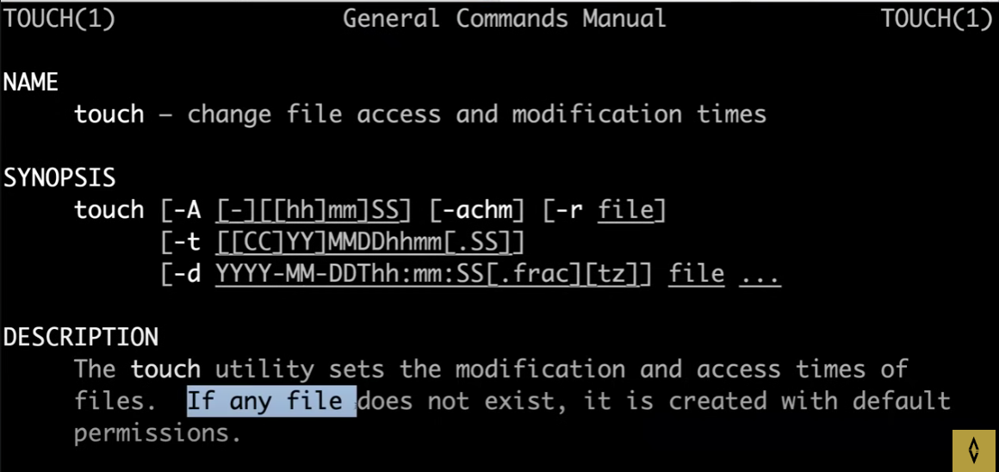 TOUCH(1) General Commands Manual TOUCH(1)
NAME
touch – change file access and modification times
SYNOPSIS
touch [-A [-][[hh]mm]SS] [-achm] [-r file]
[-t [[CC]YY]MMDDhhmm[.SS]]
[-d YYYY-MM-DDThh:mm:SS[.frac][tz]] file ...
DESCRIPTION
The touch utility sets the modification and access times of
files. If any file does not exist, it is created with default
permissions.